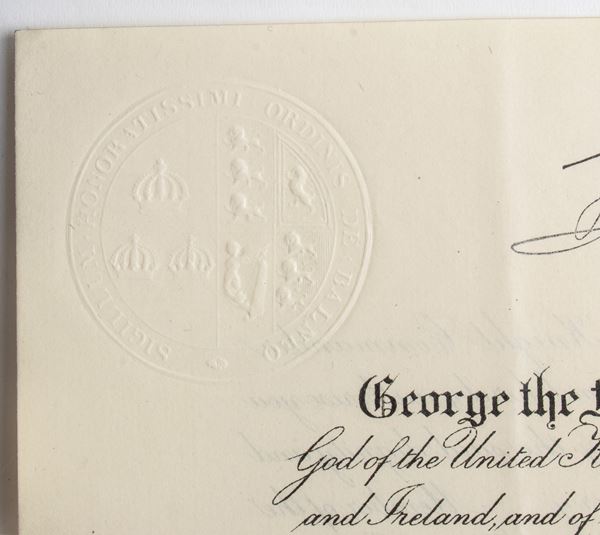 SIGILLVM HONORATISSIMI ORDINIS DE BALNEO
George the
God of the United
and Ireland, and of